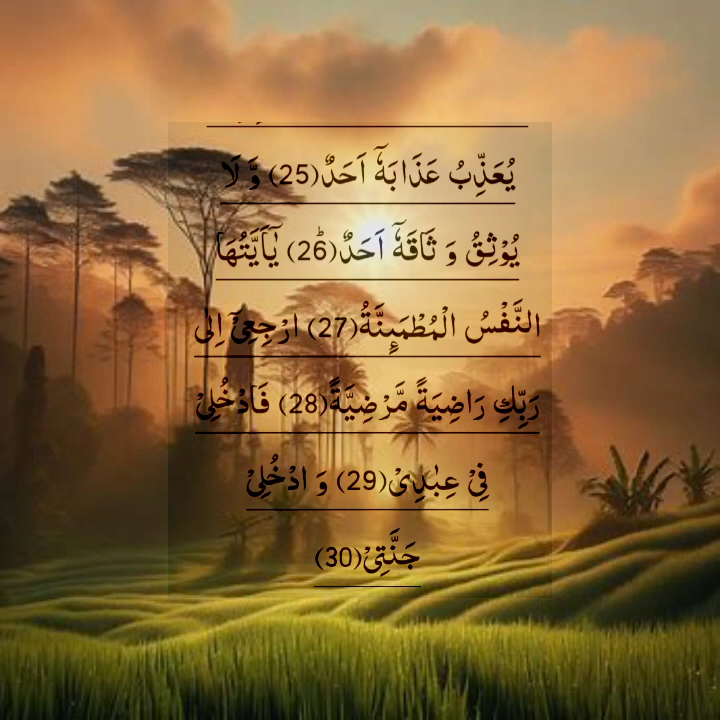 یُعَذِّبُ عَذَابَهٗۤ اَحَدٌ(25) وَّ لَا
یُوْثِقُ وَ ثَاقَهٗۤ اَحَدٌﭤ(26) یٰۤاَیَّتُهَا
النَّفْسُ الْمُطْمَىٕنَّةُ(27) ارْجِعِیْۤ اِلٰى
رَبِّكِ رَاضِیَةً مَّرْضِیَّةً(28) فَادْخُلِیْ
فِیْ عِبٰدِیْ(29) وَ ادْخُلِیْ
جَنَّتِیْ(30)